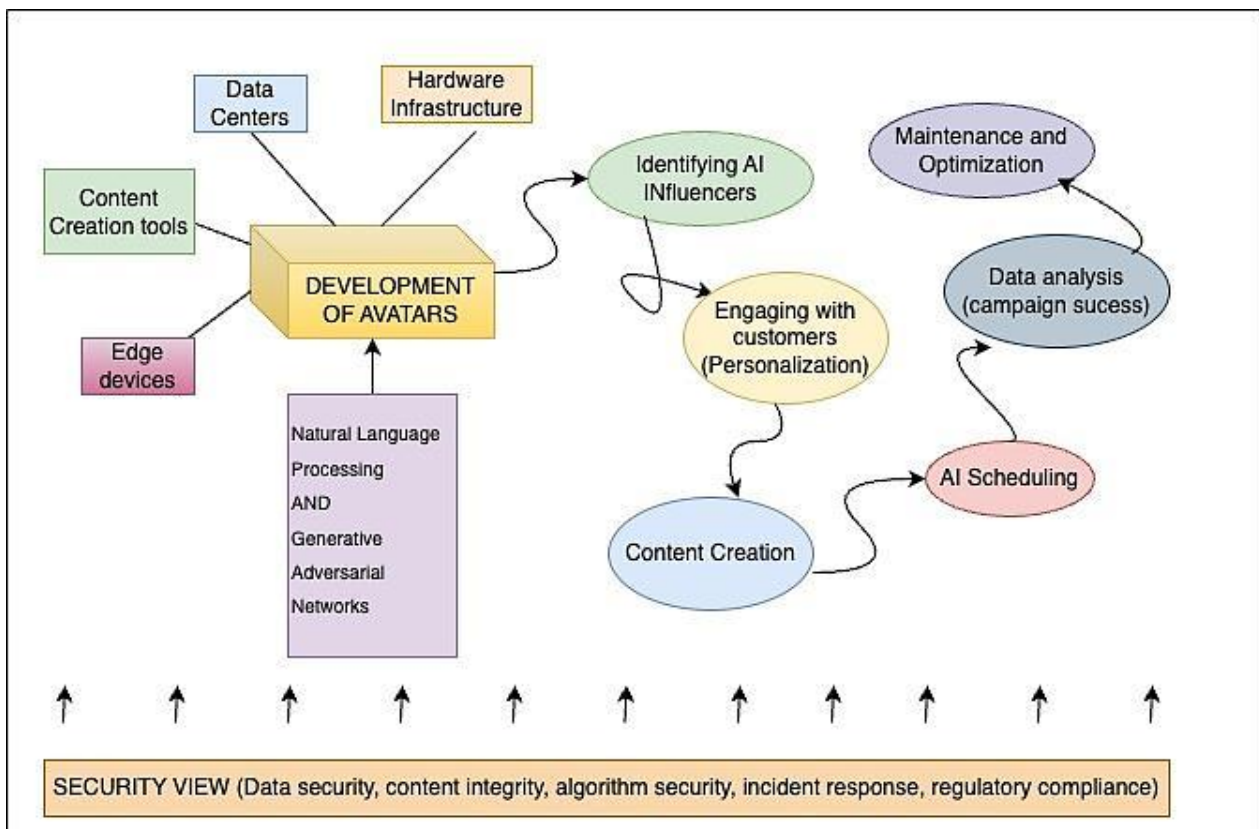 Data
Centers
Hardware
Infrastructure
Content
Creation tools
DEVELOPMENT
OF AVATARS
Edge
devices
Natural Language
Processing
AND
Generative
Adversarial
Networks
Identifying AI
INfluencers
Engaging with
customers
(Personalization)
Content Creation
AI Scheduling
Data analysis
(campaign sucess)
Maintenance and
Optimization
SECURITY VIEW (Data security, content integrity, algorithm security, incident response, regulatory compliance)